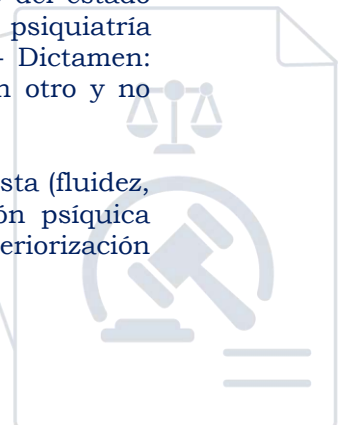 del estado
psiquiatría
Dictamen:
otro y no
sta (fluidez,
ón psíquica
eriorización